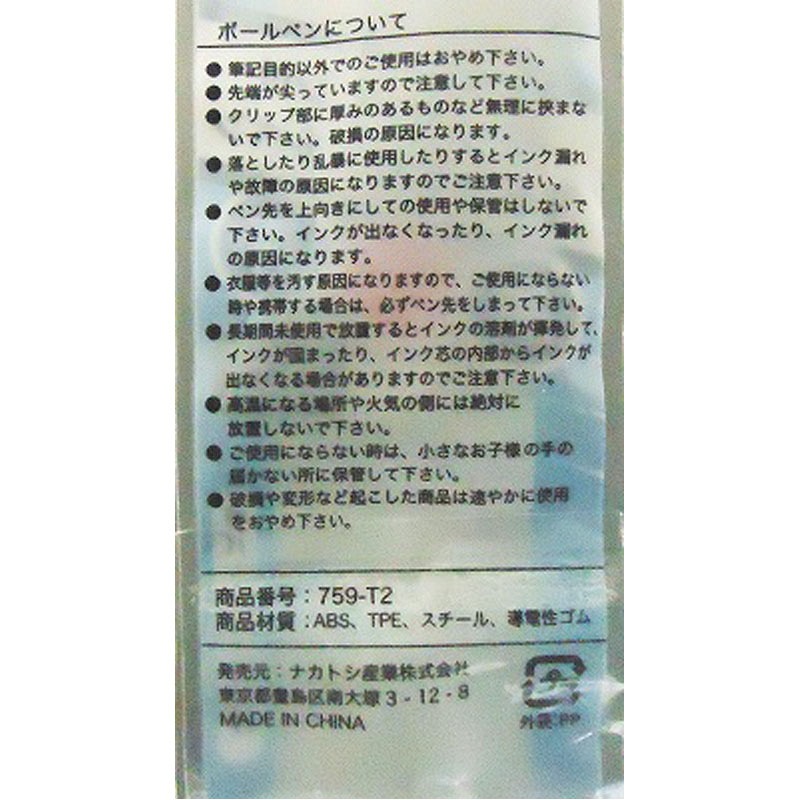 ボールペンについて
● 筆記目的以外でのご使用はおやめ下さい。
● 先端が尖っていますので注意して下さい。
● クリップ部に厚みのあるものなど無理に挟まな
いで下さい。破損の原因になります。
● 落としたり乱暴に使用したりするとインク漏れ
や故障の原因になりますのでご注意下さい。
● ペン先を上向きにしての使用や保管はしないで
下さい。インクが出なくなったり、インク漏れ
の原因になります。
● 衣服等を汚す原因になりますので、ご使用にならない
時や携帯する場合は、必ずペン先をしまって下さい。
● 長期間未使用で放置するとインクの溶剤が揮発して、
インクが固まったり、インク芯の内部からインクが
出なくなる場合がありますのでご注意下さい。
● 高温になる場所や火気の側には絶対に
放置しないで下さい。
● ご使用にならない時は、小さなお子様の手の
届かない所に保管して下さい。
● 破損や変形など起こした商品は速やかに使用
をおやめ下さい。
商品番号：759-T2
商品材質：ABS、TPE、スチール、導電性ゴム
発売元：ナカトシ産業株式会社
東京都豊島区南大塚3-12-8
MADE IN CHINA
プラ
外袋：PP